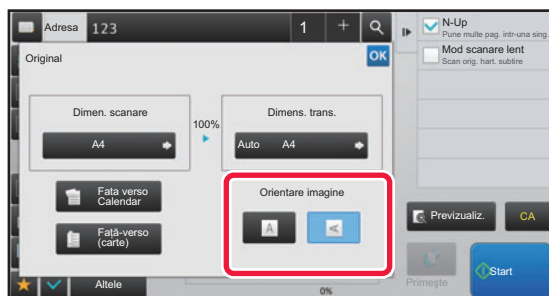 Adresa 123 1 +
Original OK
Dimen. scanare
A4
100%
Dimens. trans.
Auto A4
Fata verso
Calendar
Față-verso
(carte)
Orientare imagine
A A
Altele
0%
N-Up
Pune multe pag. intr-una sing.
Mod scanare lent
Scan orig. hart. subtire
Previzualiz. CA
Primește
Start